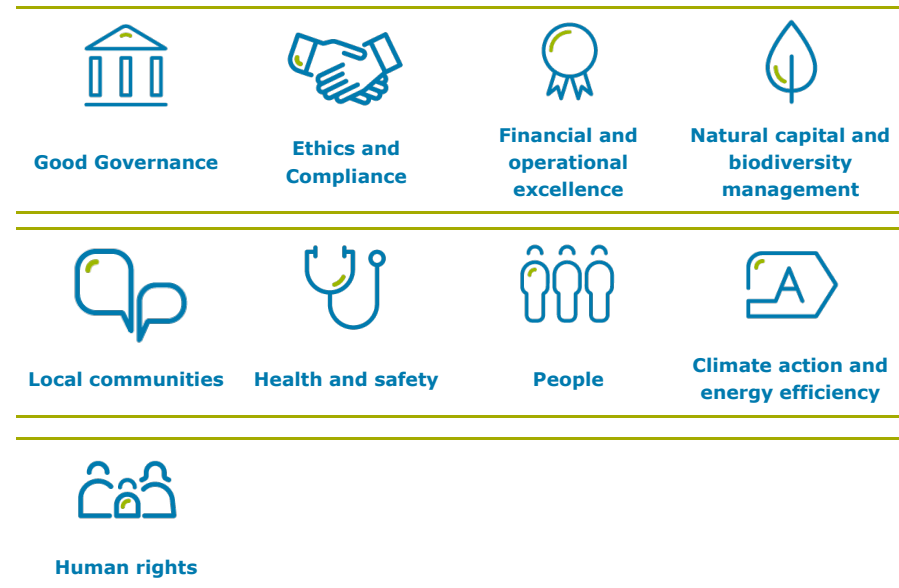 Good Governance
Ethics and
Compliance
Financial and
operational
excellence
Natural capital and
biodiversity
management
Local communities
Health and safety
People
A
Climate action and
energy efficiency
Human rights